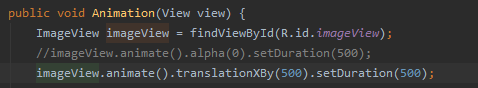 public void Animation(View view) {
ImageView imageView = findViewById(R.id.imageView);
//imageView.animate().alpha(0).setDuration(500);
imageView.animate().translationXBy(500).setDuration(500);